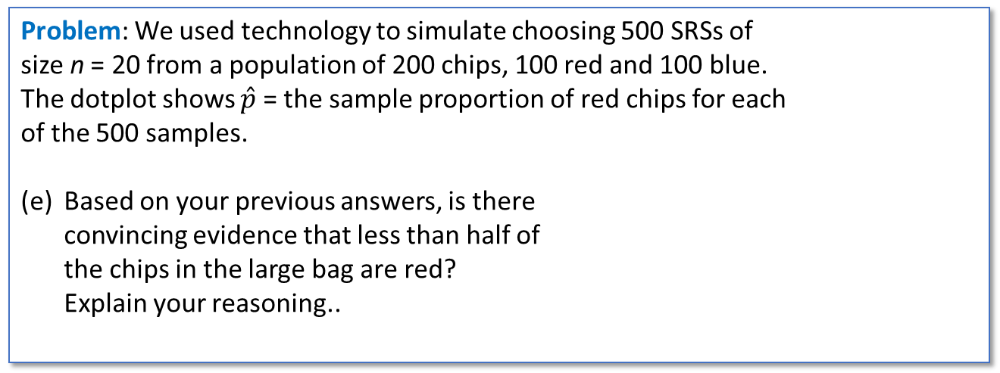 Problem: We used technology to simulate choosing 500 SRSs of
size n = 20 from a population of 200 chips, 100 red and 100 blue.
The dotplot shows p̂ = the sample proportion of red chips for each
of the 500 samples.
(e) Based on your previous answers, is there
convincing evidence that less than half of
the chips in the large bag are red?
Explain your reasoning..